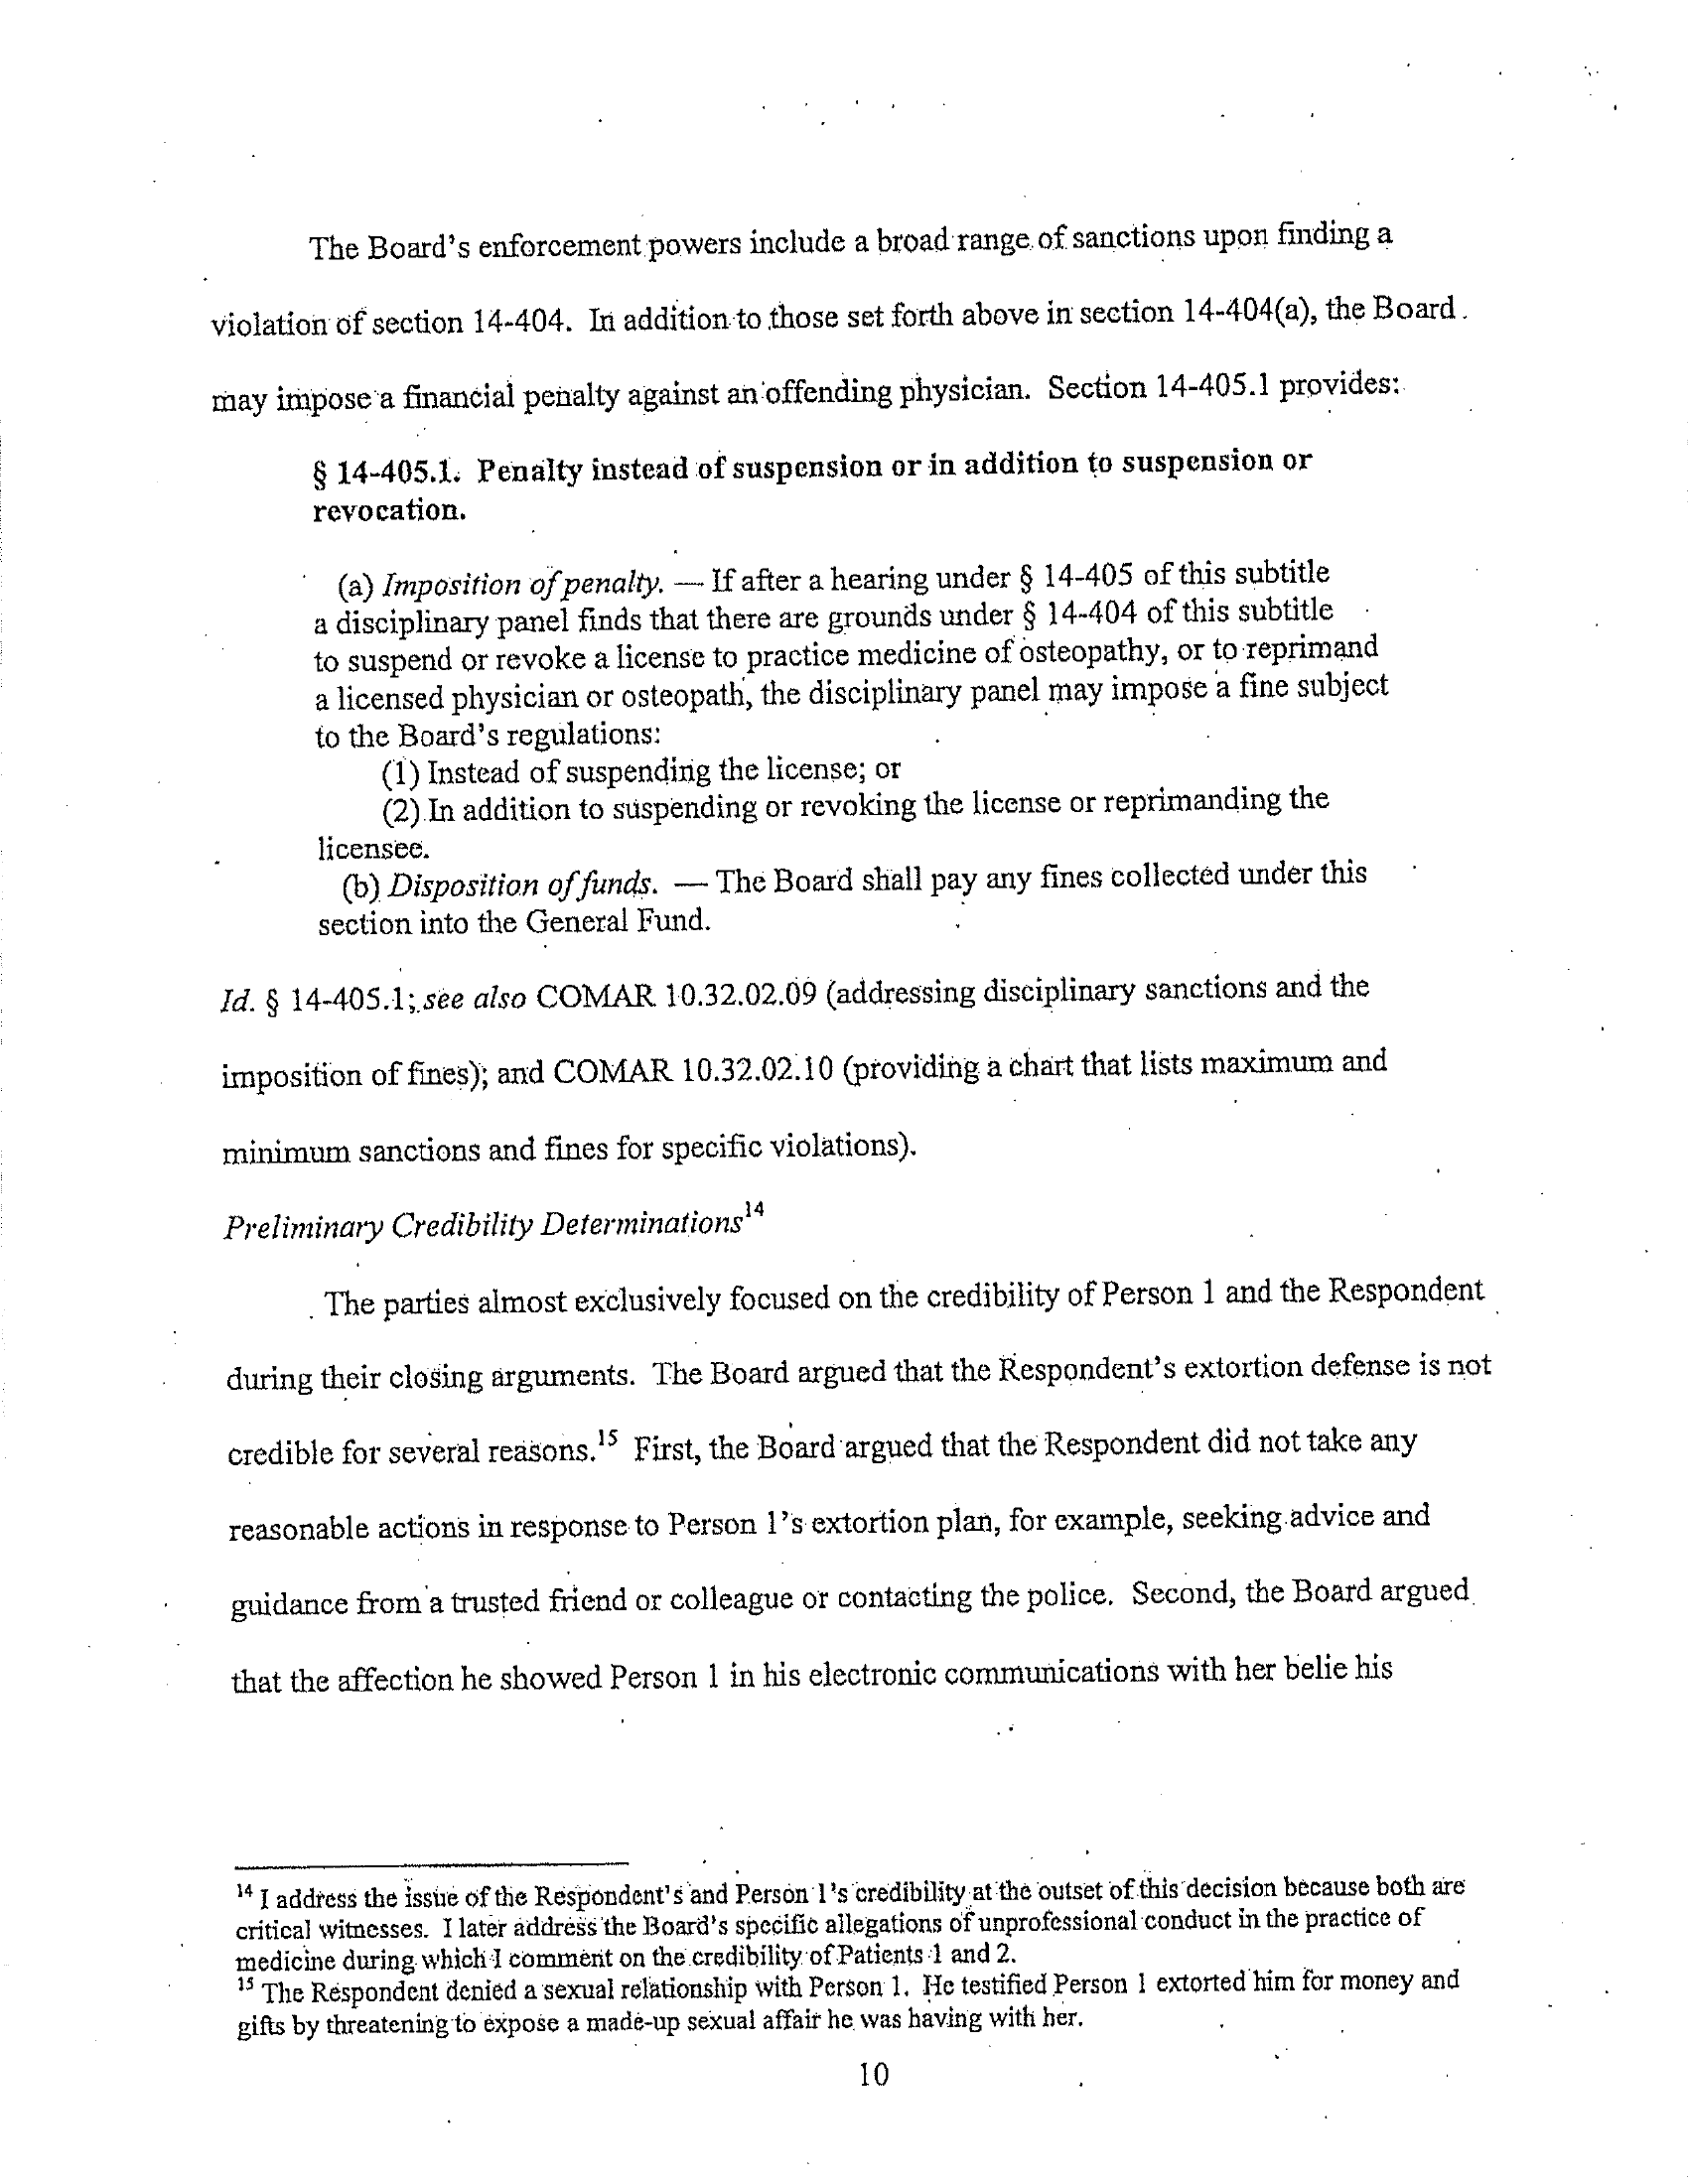 The Board's enforcement powers include a broad range of sanctions upon finding a
violation of section 14-404. In addition to those set forth above in section 14-404(a), the Board
may impose a financial penalty against an offending physician. Section 14-405.1 provides:
§ 14-405.1. Penalty instead of suspension or in addition to suspension or
revocation.
(a) Imposition of penalty. — If after a hearing under § 14-405 of this subtitle
a disciplinary panel finds that there are grounds under § 14-404 of this subtitle
to suspend or revoke a license to practice medicine of osteopathy, or to reprimand
a licensed physician or osteopath, the disciplinary panel may impose a fine subject
to the Board's regulations:
(1) Instead of suspending the license; or
(2) In addition to suspending or revoking the license or reprimanding the
licensee.
(b) Disposition of funds. — The Board shall pay any fines collected under this
section into the General Fund.
Id. § 14-405.1; see also COMAR 10.32.02.09 (addressing disciplinary sanctions and the
imposition of fines); and COMAR 10.32.02.10 (providing a chart that lists maximum and
minimum sanctions and fines for specific violations).
Preliminary Credibility Determinations14
The parties almost exclusively focused on the credibility of Person 1 and the Respondent
during their closing arguments. The Board argued that the Respondent's extortion defense is not
credible for several reasons.15 First, the Board argued that the Respondent did not take any
reasonable actions in response to Person 1's extortion plan, for example, seeking advice and
guidance from a trusted friend or colleague or contacting the police. Second, the Board argued
that the affection he showed Person 1 in his electronic communications with her belie his
14 I address the issue of the Respondent's and Person 1's credibility at the outset of this decision because both are
critical witnesses. I later address the Board's specific allegations of unprofessional conduct in the practice of
medicine during which I comment on the credibility of Patients 1 and 2.
15 The Respondent denied a sexual relationship with Person 1. He testified Person 1 extorted him for money and
gifts by threatening to expose a made-up sexual affair he was having with her.
10